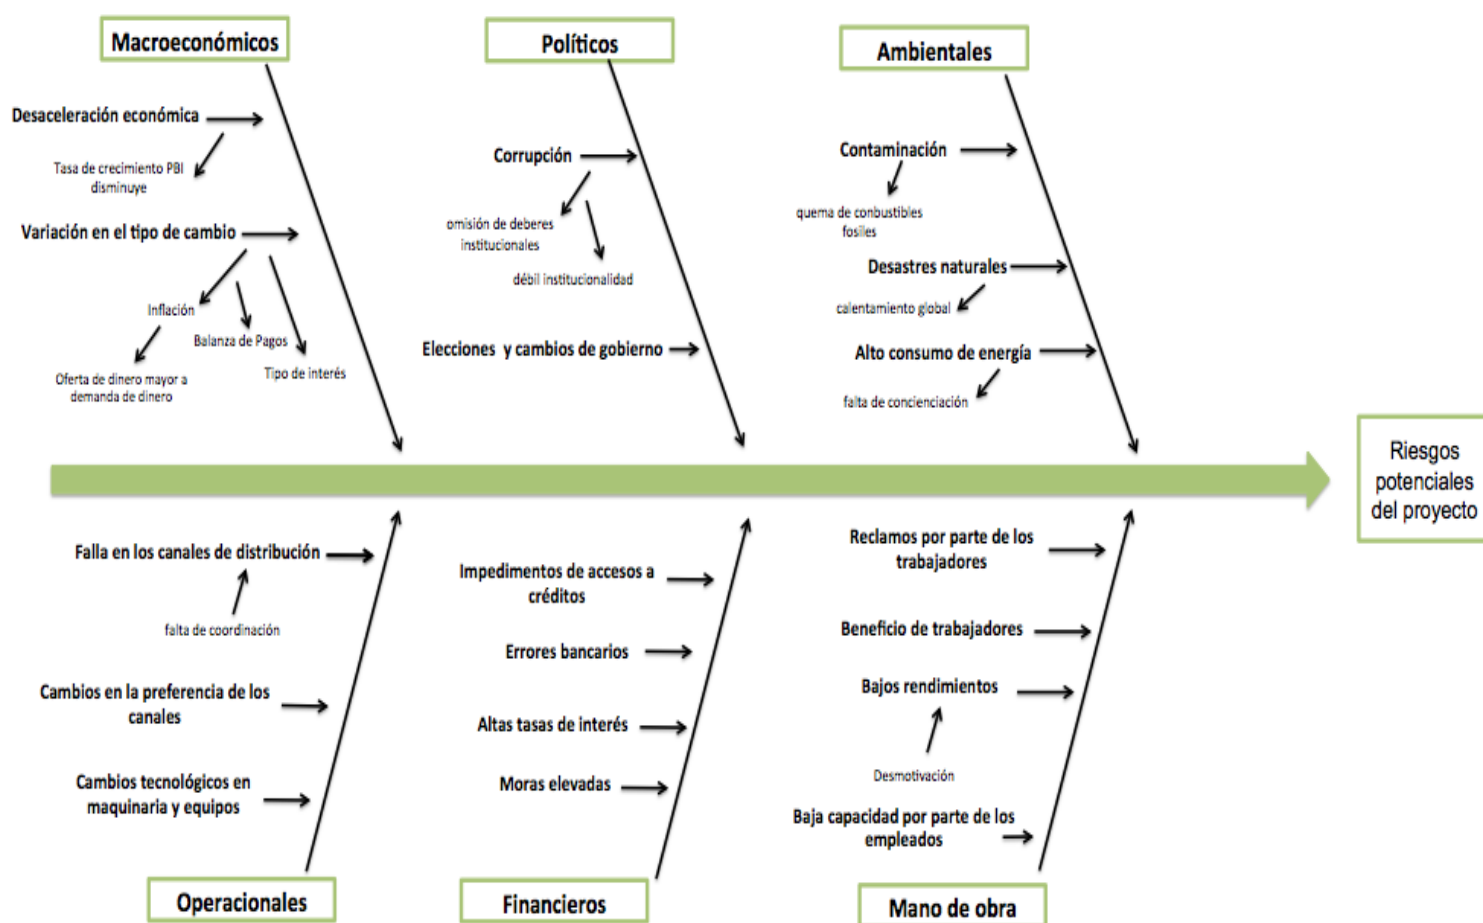 Macroeconómicos
Políticos
Ambientales
Desaceleración económica
Tasa de crecimiento PBI
disminuye
Variación en el tipo de cambio
Inflación
Balanza de Pagos
Tipo de interés
Oferta de dinero mayor a
demanda de dinero
Corrupción
omisión de deberes
institucionales
débil institucionalidad
Elecciones y cambios de gobierno
Contaminación
quema de conbustibles
fosiles
Desastres naturales
calentamiento global
Alto consumo de energía
falta de concienciación
Riesgos
potenciales
del proyecto
Falla en los canales de distribución
falta de coordinación
Cambios en la preferencia de los
canales
Cambios tecnológicos en
maquinaria y equipos
Impedimentos de accesos a
créditos
Errores bancarios
Altas tasas de interés
Moras elevadas
Reclamos por parte de los
trabajadores
Beneficio de trabajadores
Bajos rendimientos
Desmotivación
Baja capacidad por parte de los
empleados
Operacionales
Financieros
Mano de obra